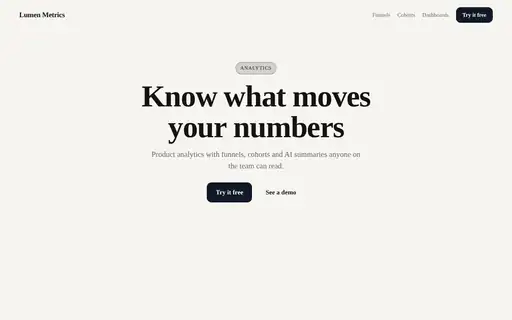 Lumen Metrics
Funnels Cohorts Dashboards Try it free
ANALYTICS
Know what moves
your numbers
Product analytics with funnels, cohorts and AI summaries anyone on
the team can read.
Try it free See a demo